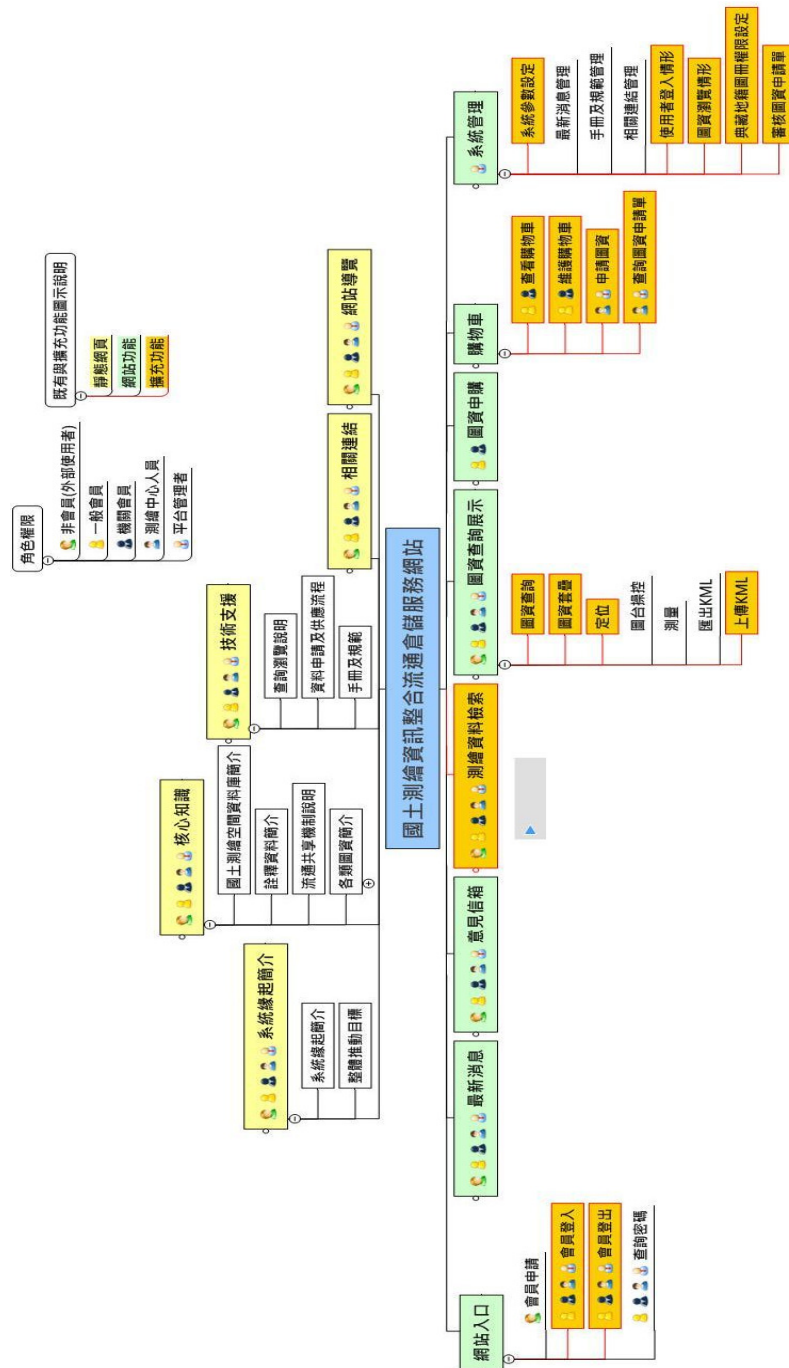 角色權限
非會員(外部使用者)
一般會員
機關會員
測繪中心人員
平台管理者
既有與擴充功能圖示說明
靜態網頁
網站功能
擴充功能
系統緣起簡介
系統緣起簡介
整體推動目標
核心知識
國土測繪空間資料庫簡介
詮釋資料簡介
流通共享機制說明
各類圖資簡介
技術支援
查詢瀏覽說明
資料申請及供應流程
手冊及規範
相關連結
網站導覽
國土測繪資訊整合流通倉儲服務網站
網站入口
會員申請
會員登入
會員登出
查詢密碼
最新消息
意見信箱
測繪資料檢索
圖資查詢展示
圖資查詢
圖資套疊
定位
圖台操控
測量
匯出KML
上傳KML
圖資申購
購物車
查看購物車
維護購物車
申請圖資
查詢圖資申請單
系統管理
系統參數設定
最新消息管理
手冊及規範管理
相關連結管理
使用者登入情形
圖資瀏覽情形
典藏地籍圖冊權限設定
審核圖資申請單